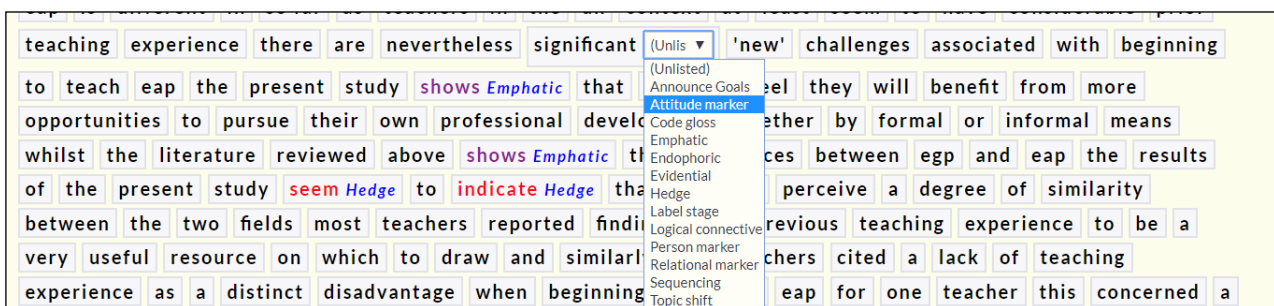 teaching experience there are nevertheless significant (Unlis ▼ 'new' challenges associated with beginning
to teach eap the present study shows Emphatic that eel they will benefit from more
opportunities to pursue their own professional develo ether by formal or informal means
whilst the literature reviewed above shows Emphatic th ces between egp and eap the results
of the present study seem Hedge to indicate Hedge tha perceive a degree of similarity
between the two fields most teachers reported findi revious teaching experience to be a
very useful resource on which to draw and similarl chers cited a lack of teaching
experience as a distinct disadvantage when beginning eap for one teacher this concerned a
(Unlisted)
Announce Goals
Attitude marker
Code gloss
Emphatic
Endophoric
Evidential
Hedge
Label stage
Logical connective
Person marker
Relational marker
Sequencing
Topic shift